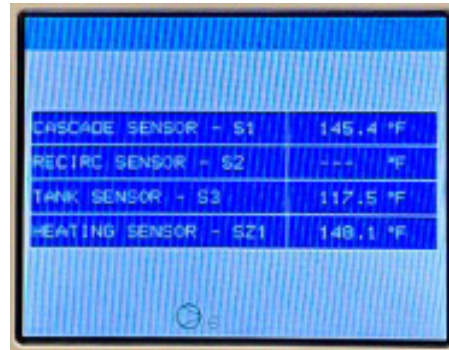 CASCADE SENSOR - S1 145.4 °F
RECIRC SENSOR - S2 --- °F
TANK SENSOR - S3 117.5 °F
HEATING SENSOR - SZ1 148.1 °F